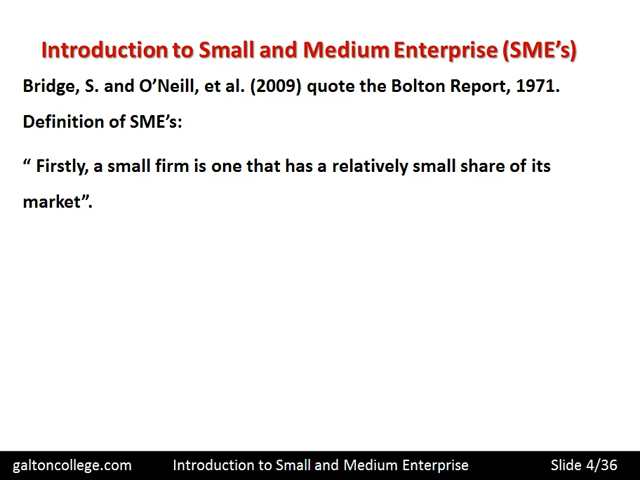 Introduction to Small and Medium Enterprise (SME’s)
Bridge, S. and O’Neill, et al. (2009) quote the Bolton Report, 1971.
Definition of SME’s:
“ Firstly, a small firm is one that has a relatively small share of its
market”.
galtoncollege.com Introduction to Small and Medium Enterprise Slide 4/36